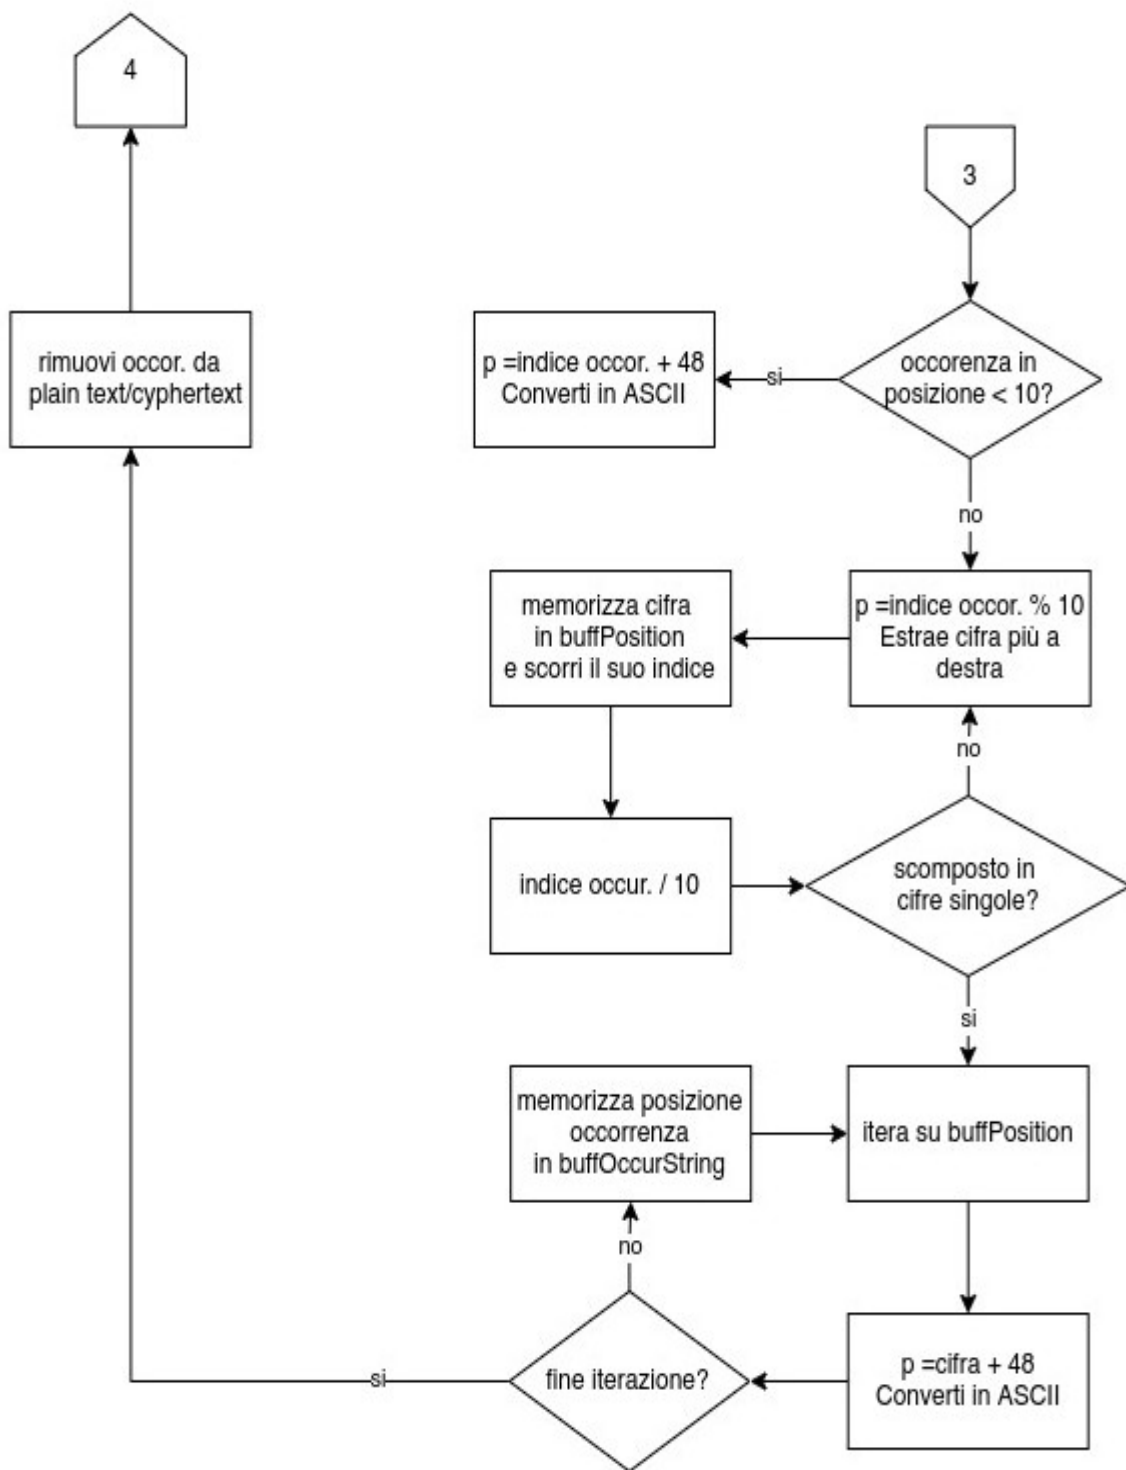 4
3
occorenza in
posizione < 10?
si
p =indice occor. + 48
Converti in ASCII
no
p =indice occor. % 10
Estrae cifra più a
destra
memorizza cifra
in buffPosition
e scorri il suo indice
indice occur. / 10
scomposto in
cifre singole?
no
si
itera su buffPosition
p =cifra + 48
Converti in ASCII
fine iterazione?
no
memorizza posizione
occorrenza
in buffOccurString
si
rimuovi occor. da
plain text/cyphertext